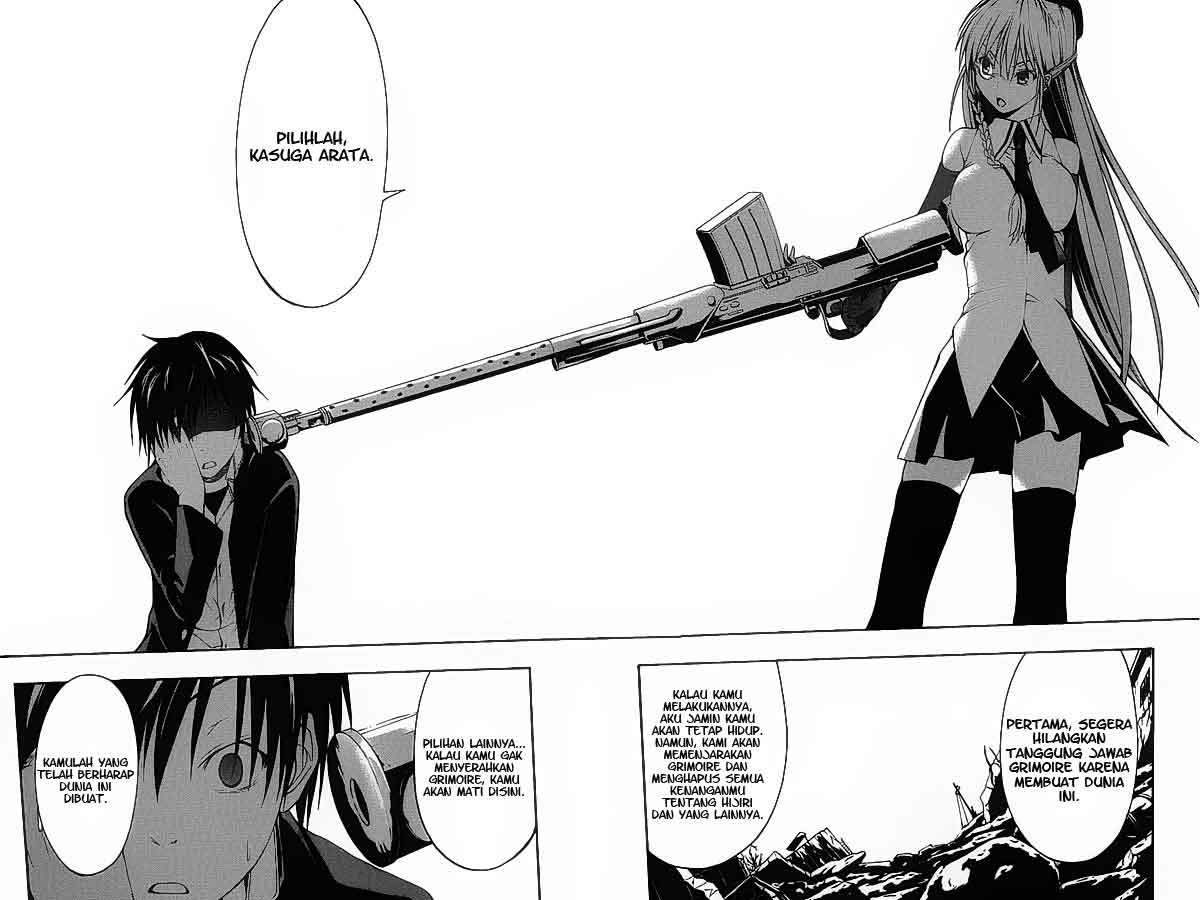 PILIHLAH,
KASUGA ARATA.
PERTAMA, SEGERA
HILANGKAN
TANGGUNG JAWAB
GRIMOIRE KARENA
MEMBUAT DUNIA
INI.
KALAU KAMU
MELAKUKANNYA,
AKU JAMIN KAMU
AKAN TETAP HIDUP.
NAMUN, KAMI AKAN
MEMENJARAKAN
GRIMOIRE DAN
MENGHAPUS SEMUA
KENANGANMU
TENTANG HIJIRI
DAN YANG LAINNYA.
PILIHAN LAINNYA...
KALAU KAMU GAK
MENYERAHKAN
GRIMOIRE, KAMU
AKAN MATI DISINI.
KAMULAH YANG
TELAH BERHARAP
DUNIA INI
DIBUAT.